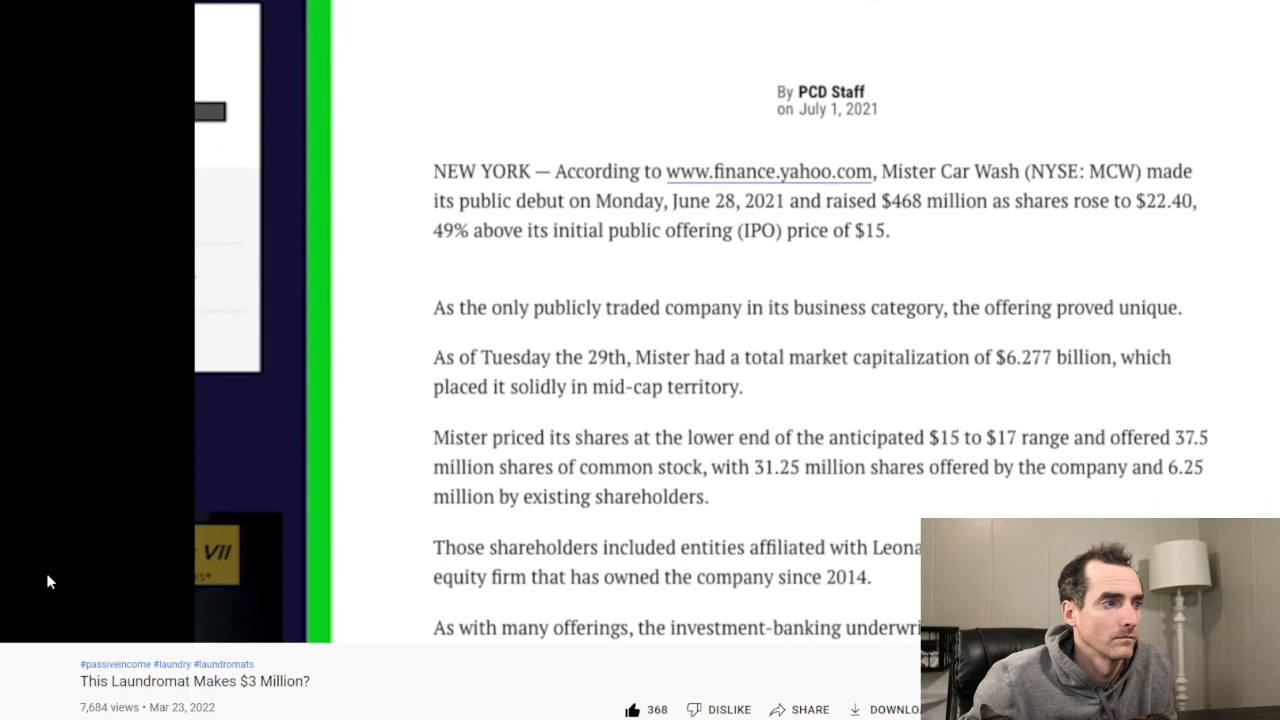 By PCD Staff
on July 1, 2021
NEW YORK — According to www.finance.yahoo.com, Mister Car Wash (NYSE: MCW) made
its public debut on Monday, June 28, 2021 and raised $468 million as shares rose to $22.40,
49% above its initial public offering (IPO) price of $15.
As the only publicly traded company in its business category, the offering proved unique.
As of Tuesday the 29th, Mister had a total market capitalization of $6.277 billion, which
placed it solidly in mid-cap territory.
Mister priced its shares at the lower end of the anticipated $15 to $17 range and offered 37.5
million shares of common stock, with 31.25 million shares offered by the company and 6.25
million by existing shareholders.
Those shareholders included entities affiliated with Leona
equity firm that has owned the company since 2014.
As with many offerings, the investment-banking underwri
VII
#passiveincome #laundry #laundromats
This Laundromat Makes $3 Million?
7,684 views • Mar 23, 2022
368 DISLIKE SHARE DOWNLO